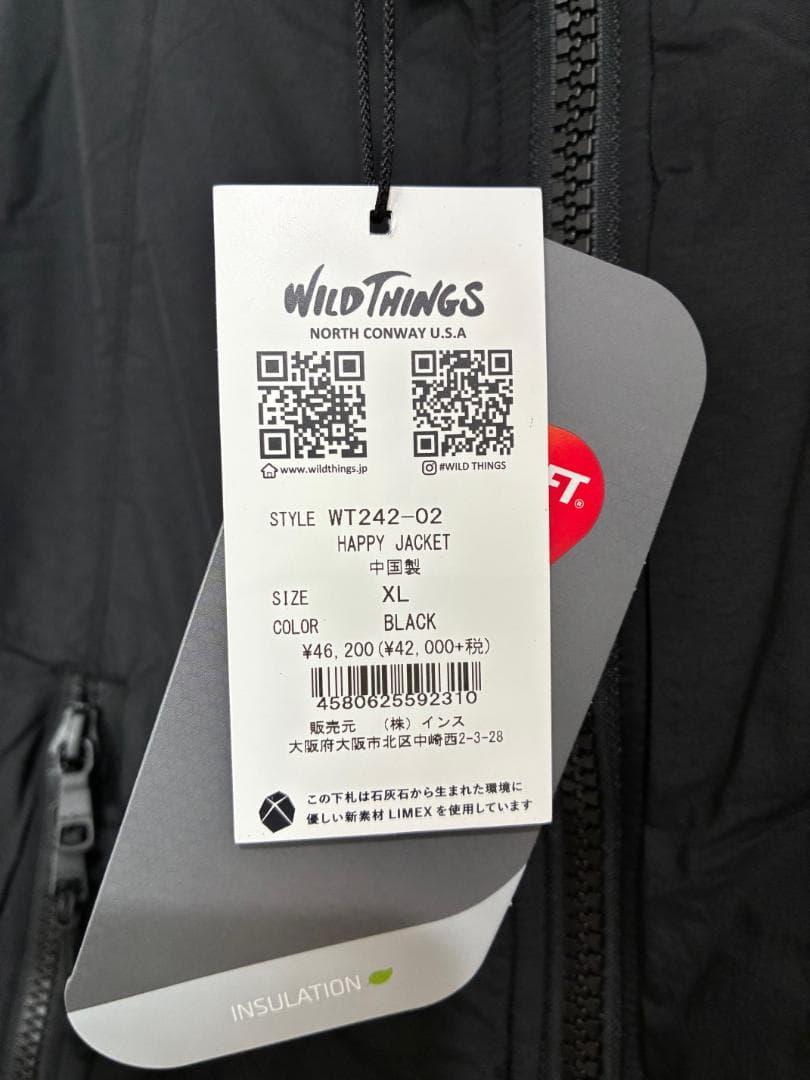 WILD THINGS
NORTH CONWAY U.S.A
www.wildthings.jp
#WILD THINGS
STYLE WT242-02
HAPPY JACKET
中国製
SIZE XL
COLOR BLACK
¥46,200(¥42,000+税)
4580625592310
販売元 (株) インス
大阪府大阪市北区中崎西2-3-28
この下札は石灰石から生まれた環境に
優しい新素材 LIMEX を使用しています
FT®
INSULATION